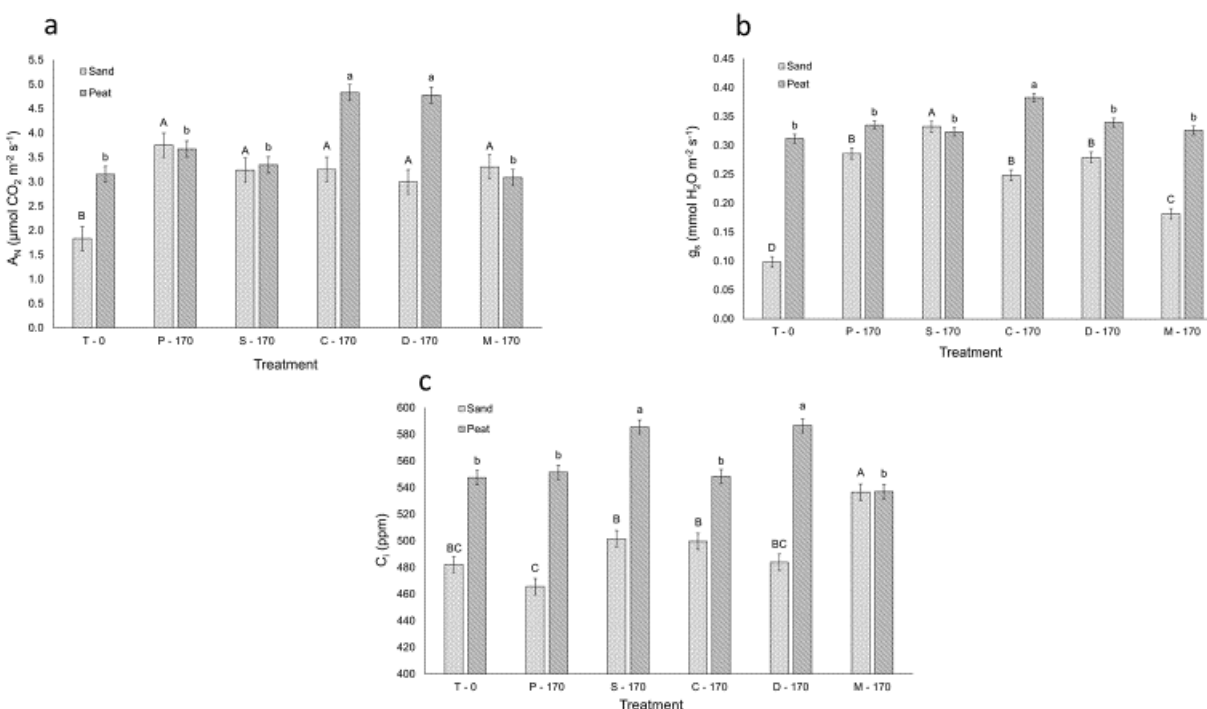 a
5.5
5.0
4.5
4.0
3.5
3.0
2.5
2.0
1.5
1.0
0.5
0.0
A_N (μmol CO₂ m⁻² s⁻¹)
Sand
Peat
B b A b A b A a A a A b
T - 0 P - 170 S - 170 C - 170 D - 170 M - 170
Treatment
b
0.45
0.40
0.35
0.30
0.25
0.20
0.15
0.10
0.05
0.00
g_s (mmol H₂O m⁻² s⁻¹)
Sand
Peat
D b B b A b B a B b C b
T - 0 P - 170 S - 170 C - 170 D - 170 M - 170
Treatment
c
600
580
560
540
520
500
480
460
440
420
400
C_i (ppm)
Sand
Peat
BC b C b B a B b BC a A b
T - 0 P - 170 S - 170 C - 170 D - 170 M - 170
Treatment